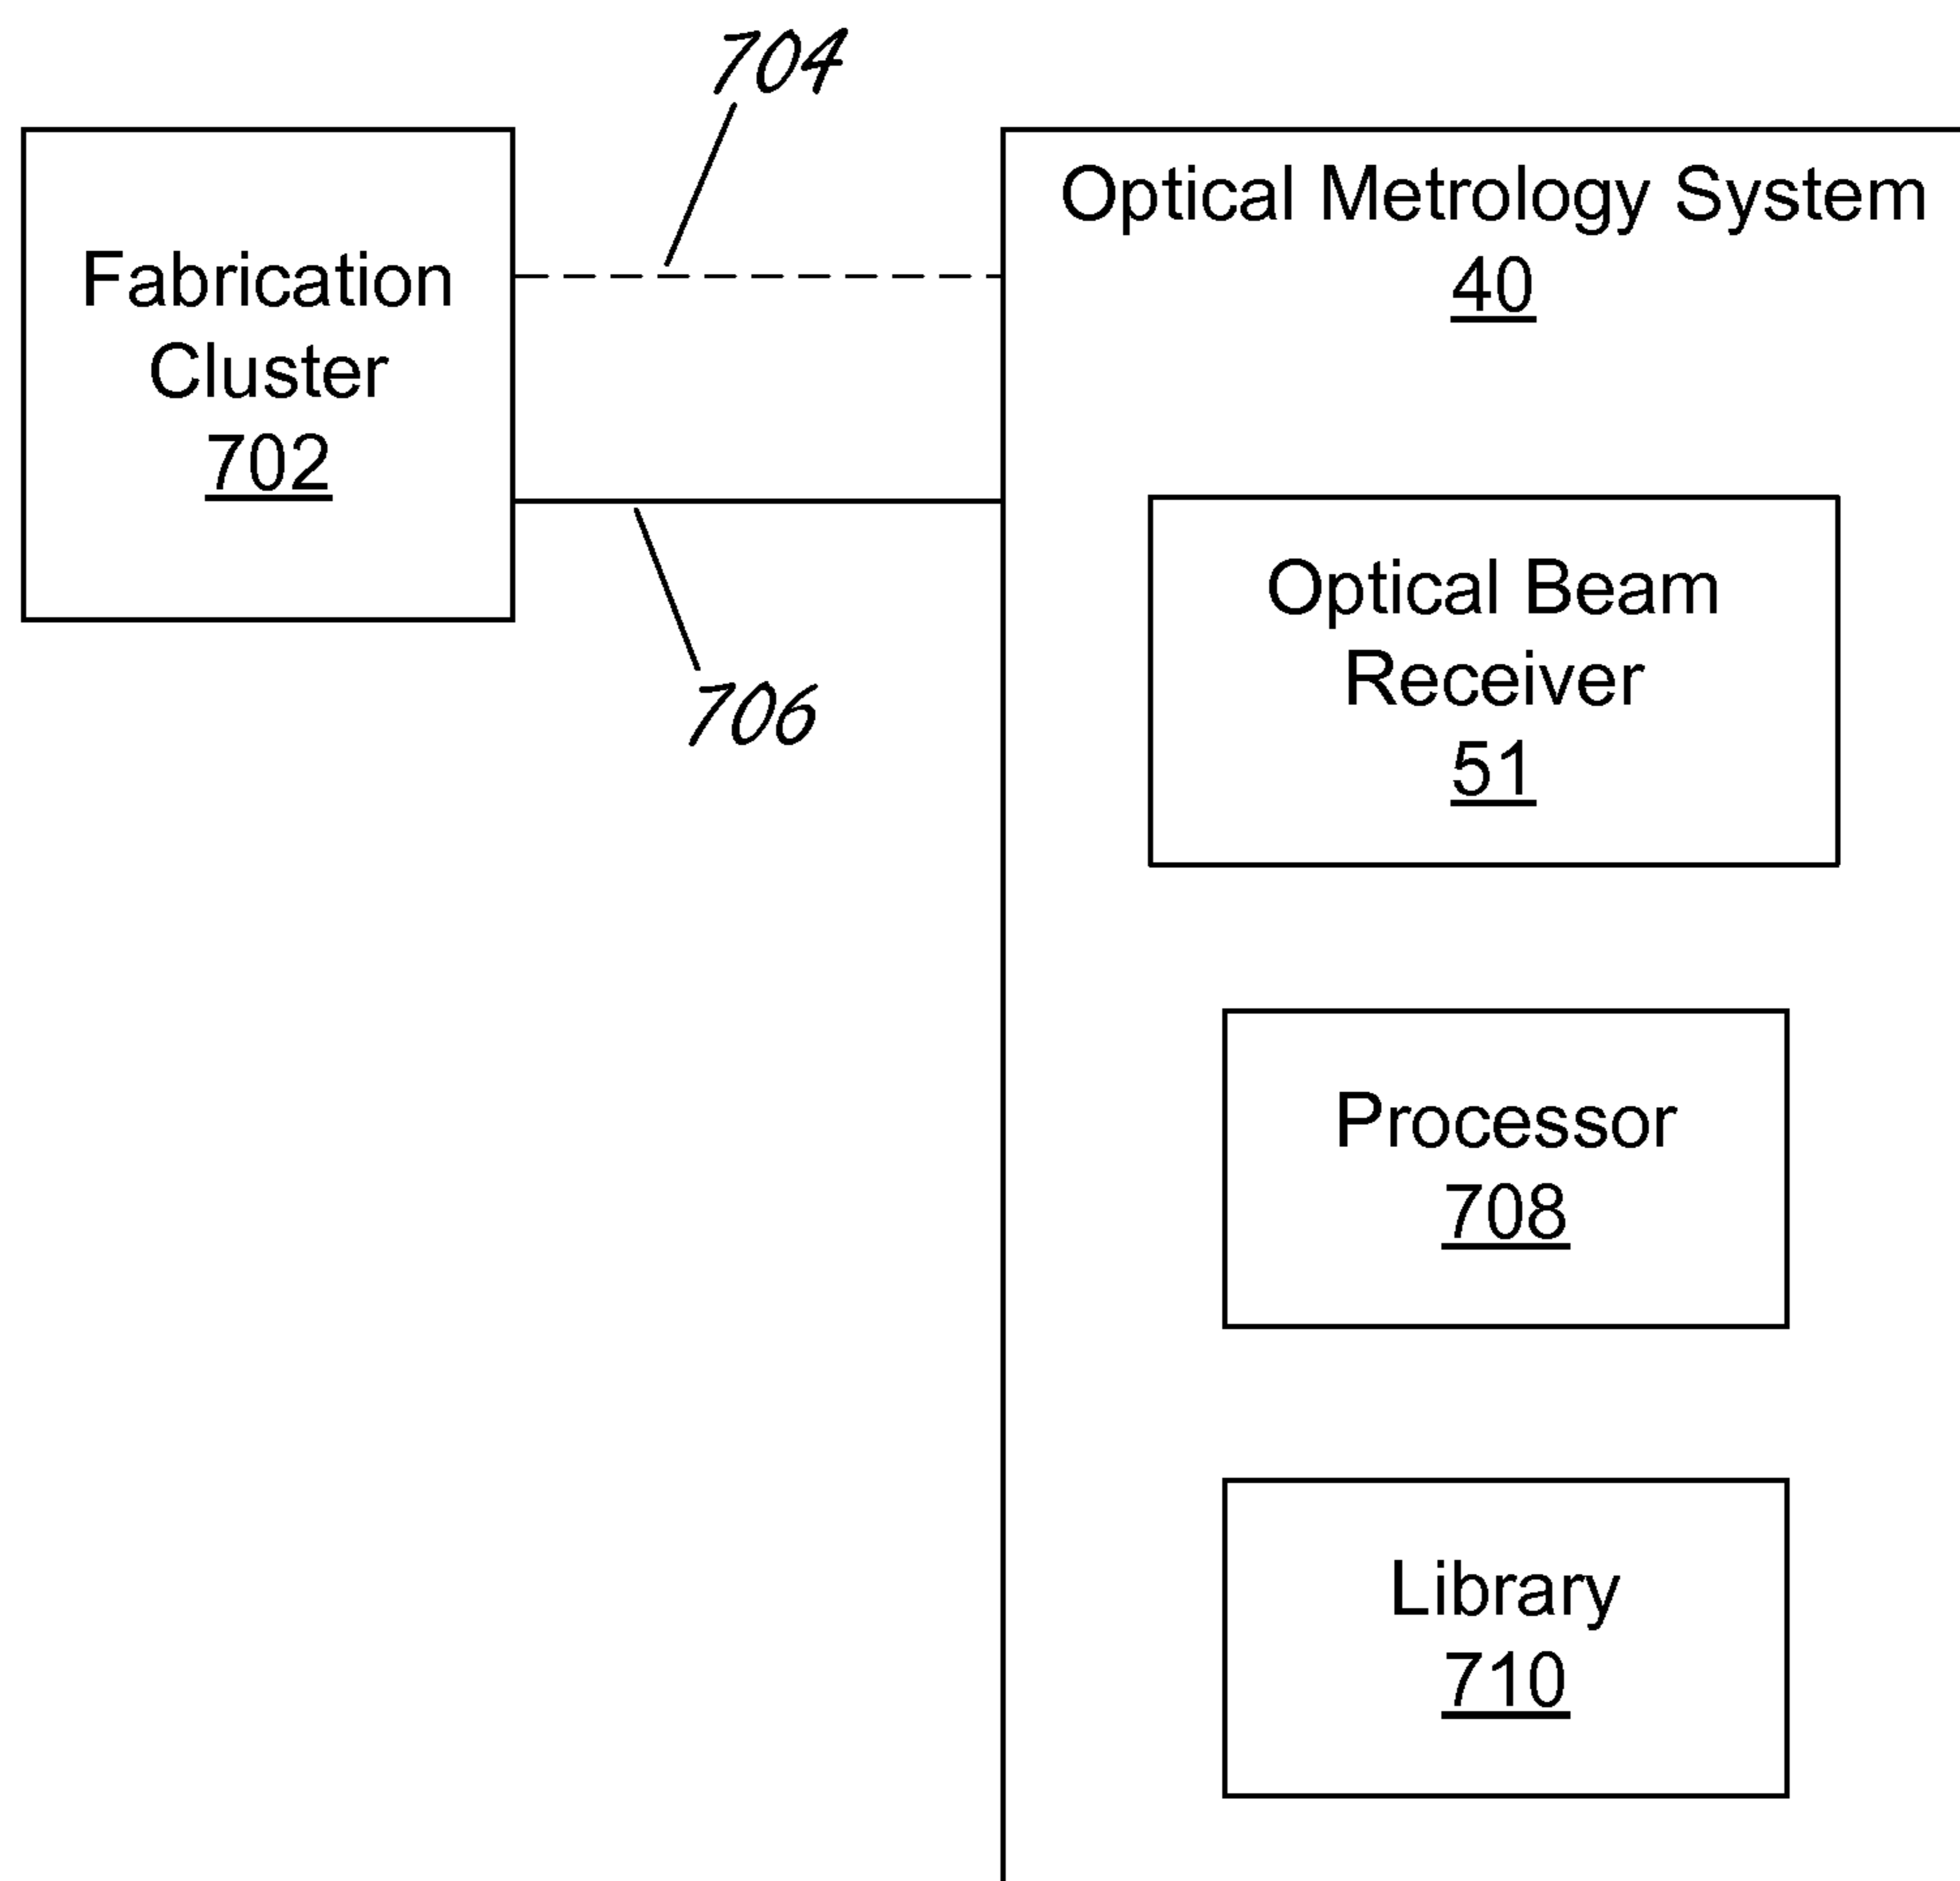 704
Fabrication
Cluster
702
706
Optical Metrology System
40
Optical Beam
Receiver
51
Processor
708
Library
710